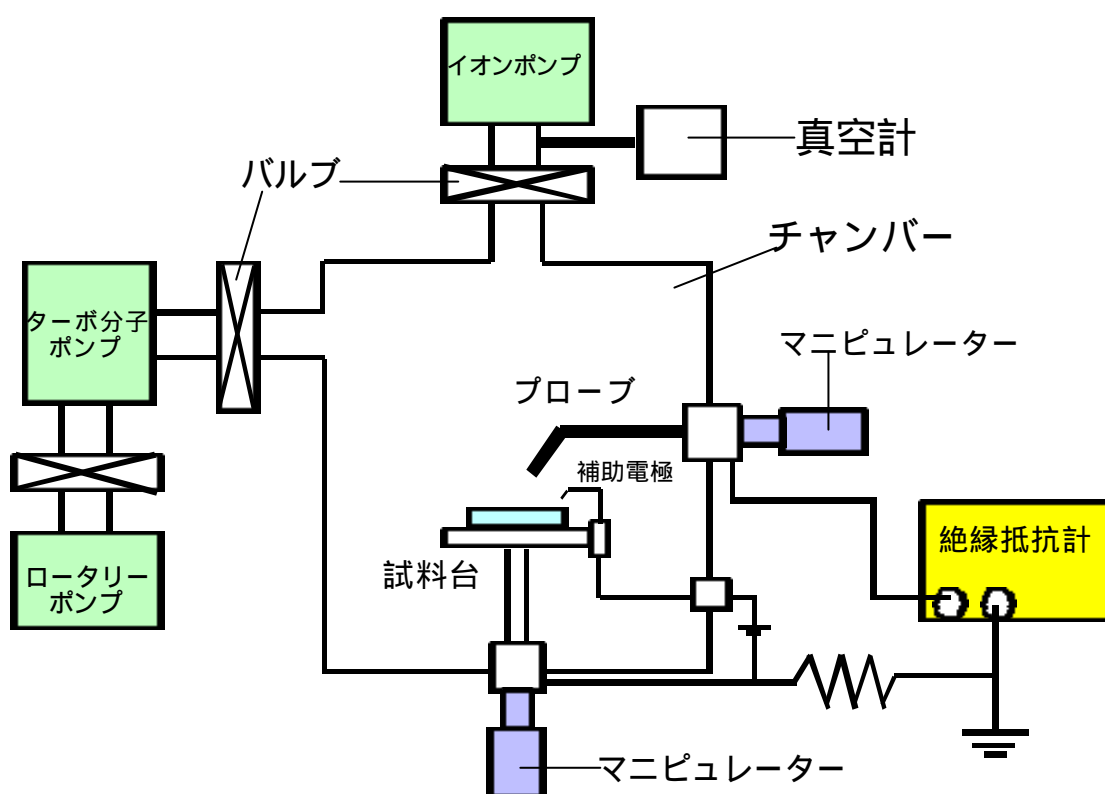 イオンポンプ
真空計
バルブ
チャンバー
ターボ分子
ポンプ
マニピュレーター
プローブ
補助電極
絶縁抵抗計
試料台
ロータリー
ポンプ
マニピュレーター